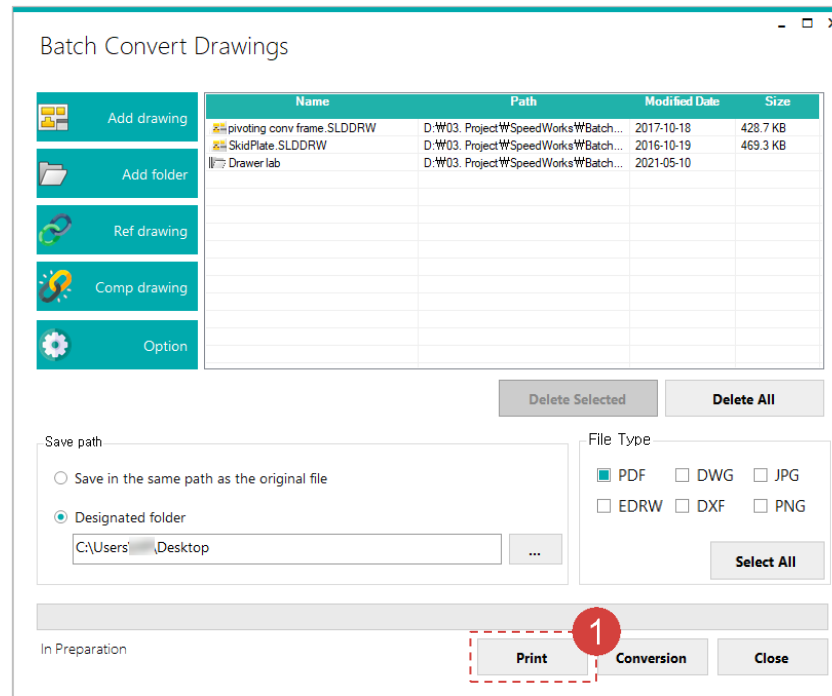 Batch Convert Drawings
Add drawing
Add folder
Ref drawing
Comp drawing
Option
Name Path Modified Date Size
pivoting conv frame.SLDDRW D:₩03. Project₩SpeedWorks₩Batch... 2017-10-18 428.7 KB
SkidPlate.SLDDRW D:₩03. Project₩SpeedWorks₩Batch... 2016-10-19 469.3 KB
Drawer lab D:₩03. Project₩SpeedWorks₩Batch... 2021-05-10
Delete Selected Delete All
Save path
Save in the same path as the original file
Designated folder
C:\Users\ \Desktop
...
File Type
PDF DWG JPG
EDRW DXF PNG
Select All
In Preparation
1
Print Conversion Close